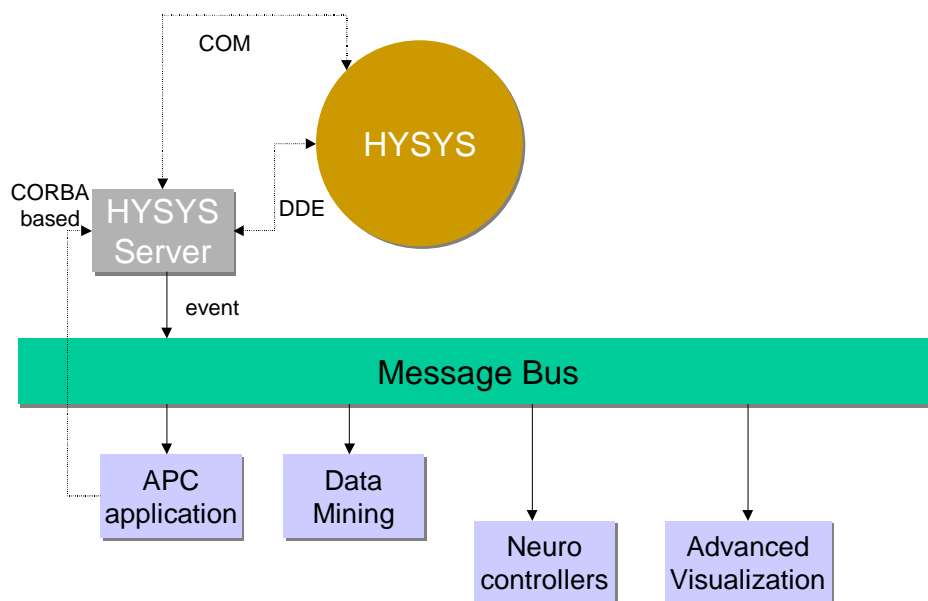 COM
HYSYS
CORBA
based
HYSYS
Server
DDE
event
Message Bus
APC
application
Data
Mining
Neuro
controllers
Advanced
Visualization